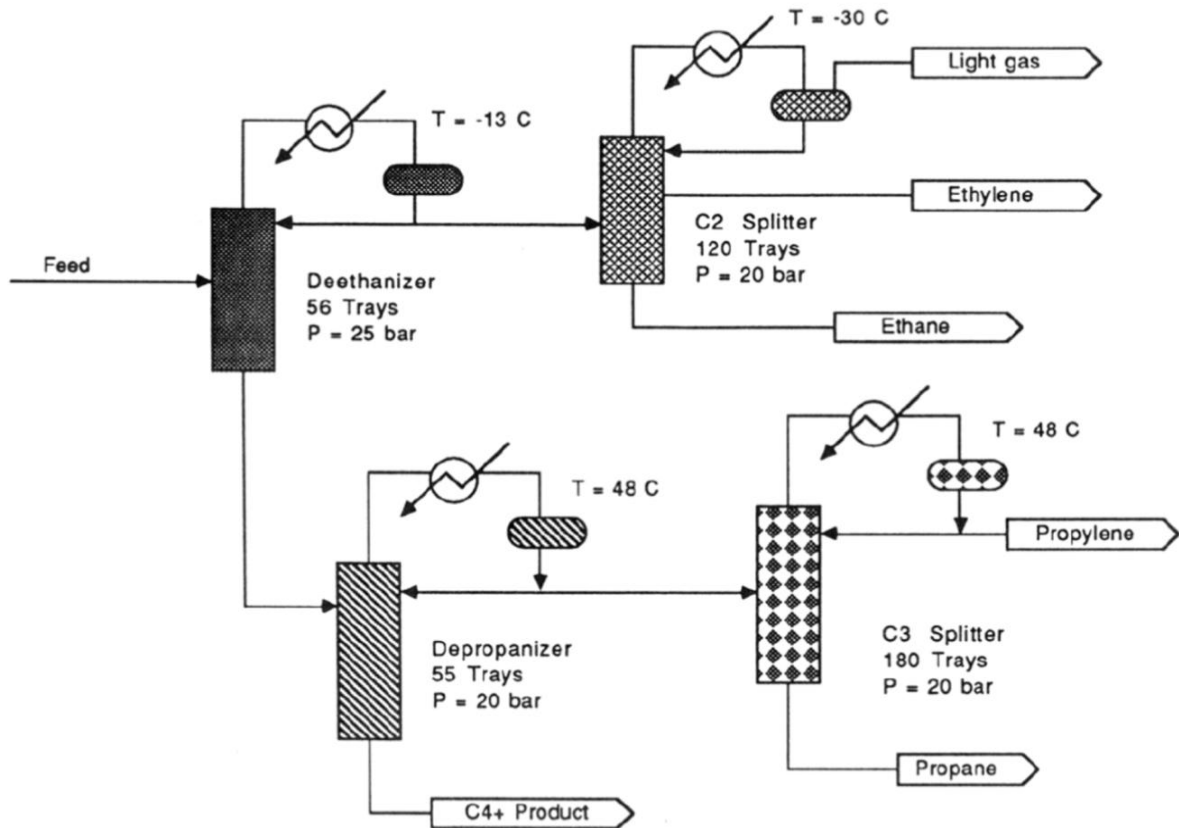 T = -30 C
Light gas
T = -13 C
Ethylene
C2 Splitter
120 Trays
P = 20 bar
Feed
Deethanizer
56 Trays
P = 25 bar
Ethane
T = 48 C
T = 48 C
Propylene
Depropanizer
55 Trays
P = 20 bar
C3 Splitter
180 Trays
P = 20 bar
Propane
C4+ Product